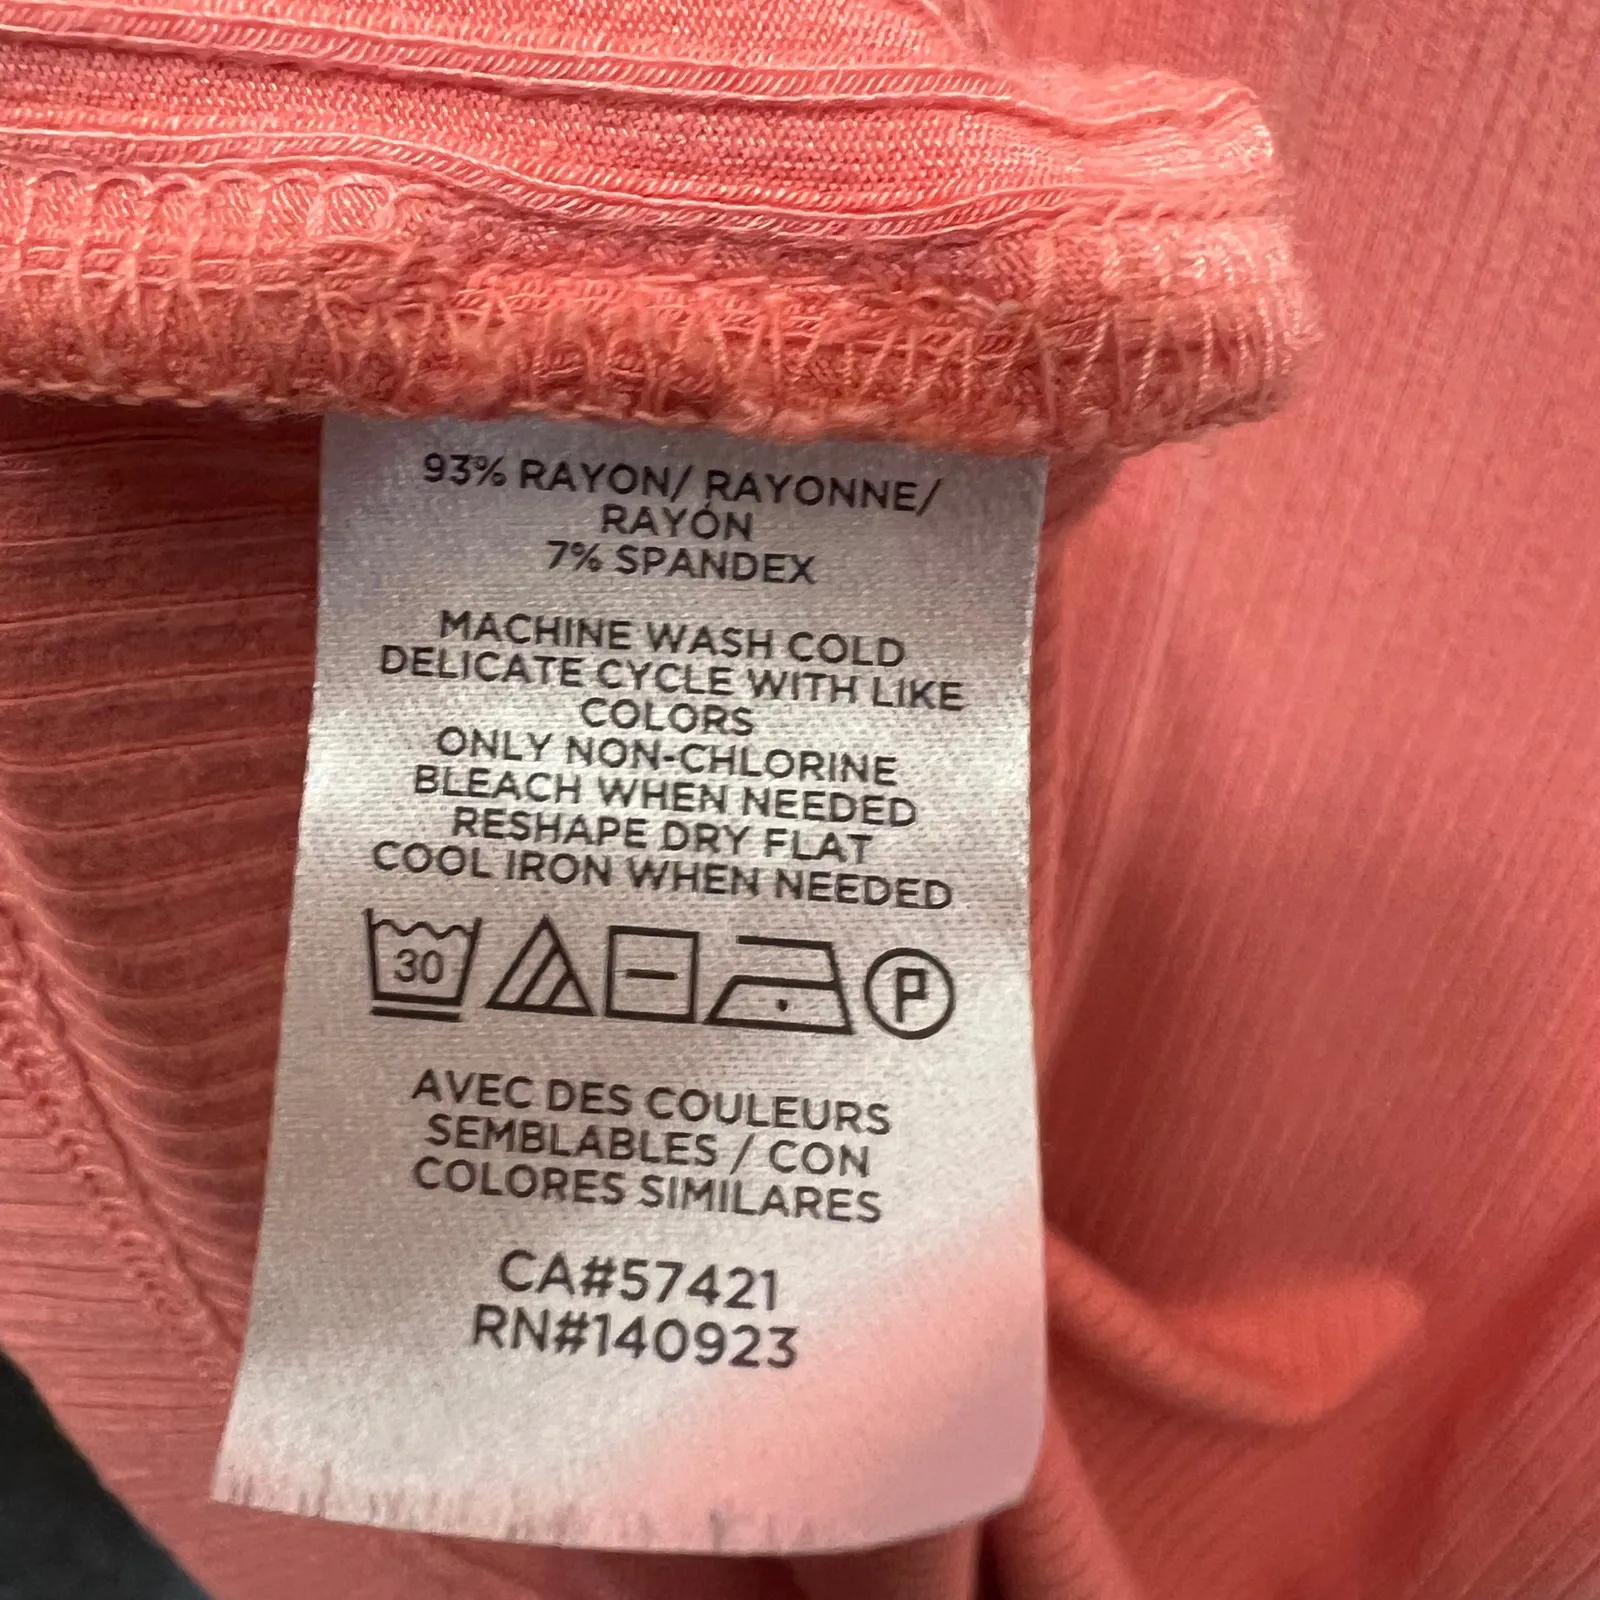 93% RAYON/ RAYONNE/
RAYÓN
7% SPANDEX
MACHINE WASH COLD
DELICATE CYCLE WITH LIKE
COLORS
ONLY NON-CHLORINE
BLEACH WHEN NEEDED
RESHAPE DRY FLAT
COOL IRON WHEN NEEDED
30 P
AVEC DES COULEURS
SEMBLABLES / CON
COLORES SIMILARES
CA#57421
RN#140923